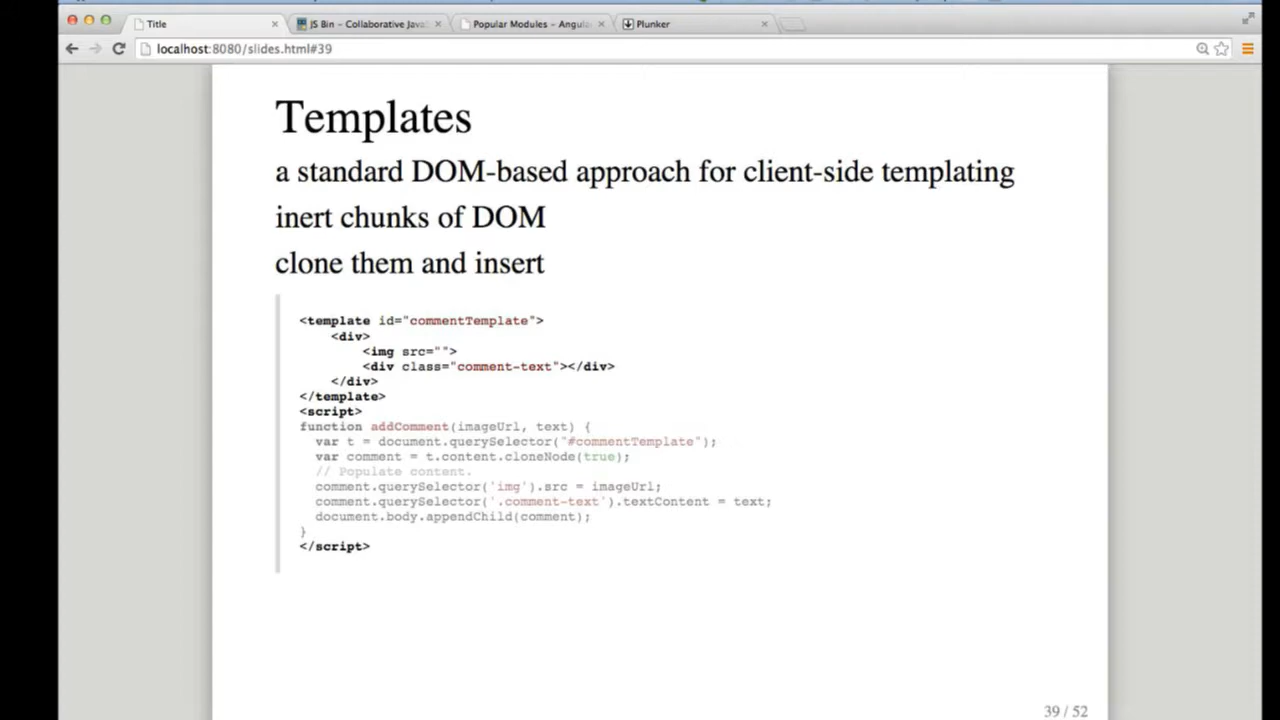 Title
JS Bin - Collaborative Java
Popular Modules - Angula
Plunker
localhost:8080/slides.html#39
Templates
a standard DOM-based approach for client-side templating
inert chunks of DOM
clone them and insert
<template id="commentTemplate">
    <div>
        <img src="">
        <div class="comment-text"></div>
    </div>
</template>
<script>
function addComment(imageUrl, text) {
  var t = document.querySelector("#commentTemplate");
  var comment = t.content.cloneNode(true);
  // Populate content.
  comment.querySelector('img').src = imageUrl;
  comment.querySelector('.comment-text').textContent = text;
  document.body.appendChild(comment);
}
</script>
39 / 52